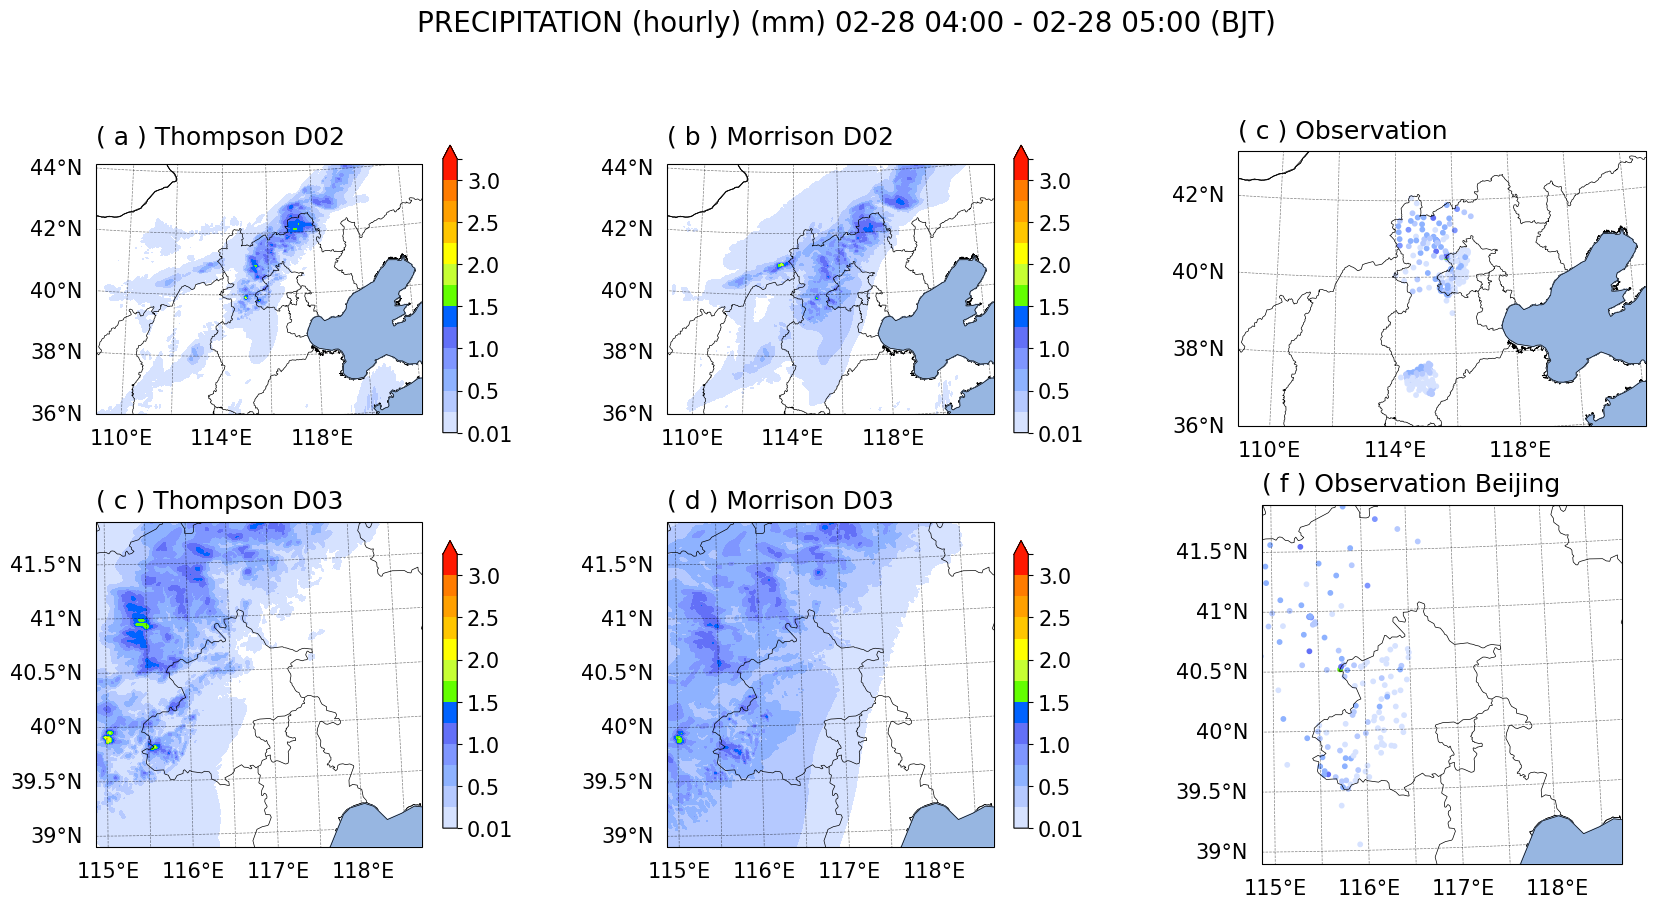 PRECIPITATION (hourly) (mm) 02-28 04:00 - 02-28 05:00 (BJT)
( a ) Thompson D02
44°N
42°N
40°N
38°N
36°N
110°E
114°E
118°E
3.0
2.5
2.0
1.5
1.0
0.5
0.01
( b ) Morrison D02
44°N
42°N
40°N
38°N
36°N
110°E
114°E
118°E
3.0
2.5
2.0
1.5
1.0
0.5
0.01
( c ) Observation
42°N
40°N
38°N
36°N
110°E
114°E
118°E
( c ) Thompson D03
41.5°N
41°N
40.5°N
40°N
39.5°N
39°N
115°E
116°E
117°E
118°E
3.0
2.5
2.0
1.5
1.0
0.5
0.01
( d ) Morrison D03
41.5°N
41°N
40.5°N
40°N
39.5°N
39°N
115°E
116°E
117°E
118°E
3.0
2.5
2.0
1.5
1.0
0.5
0.01
( f ) Observation Beijing
41.5°N
41°N
40.5°N
40°N
39.5°N
39°N
115°E
116°E
117°E
118°E